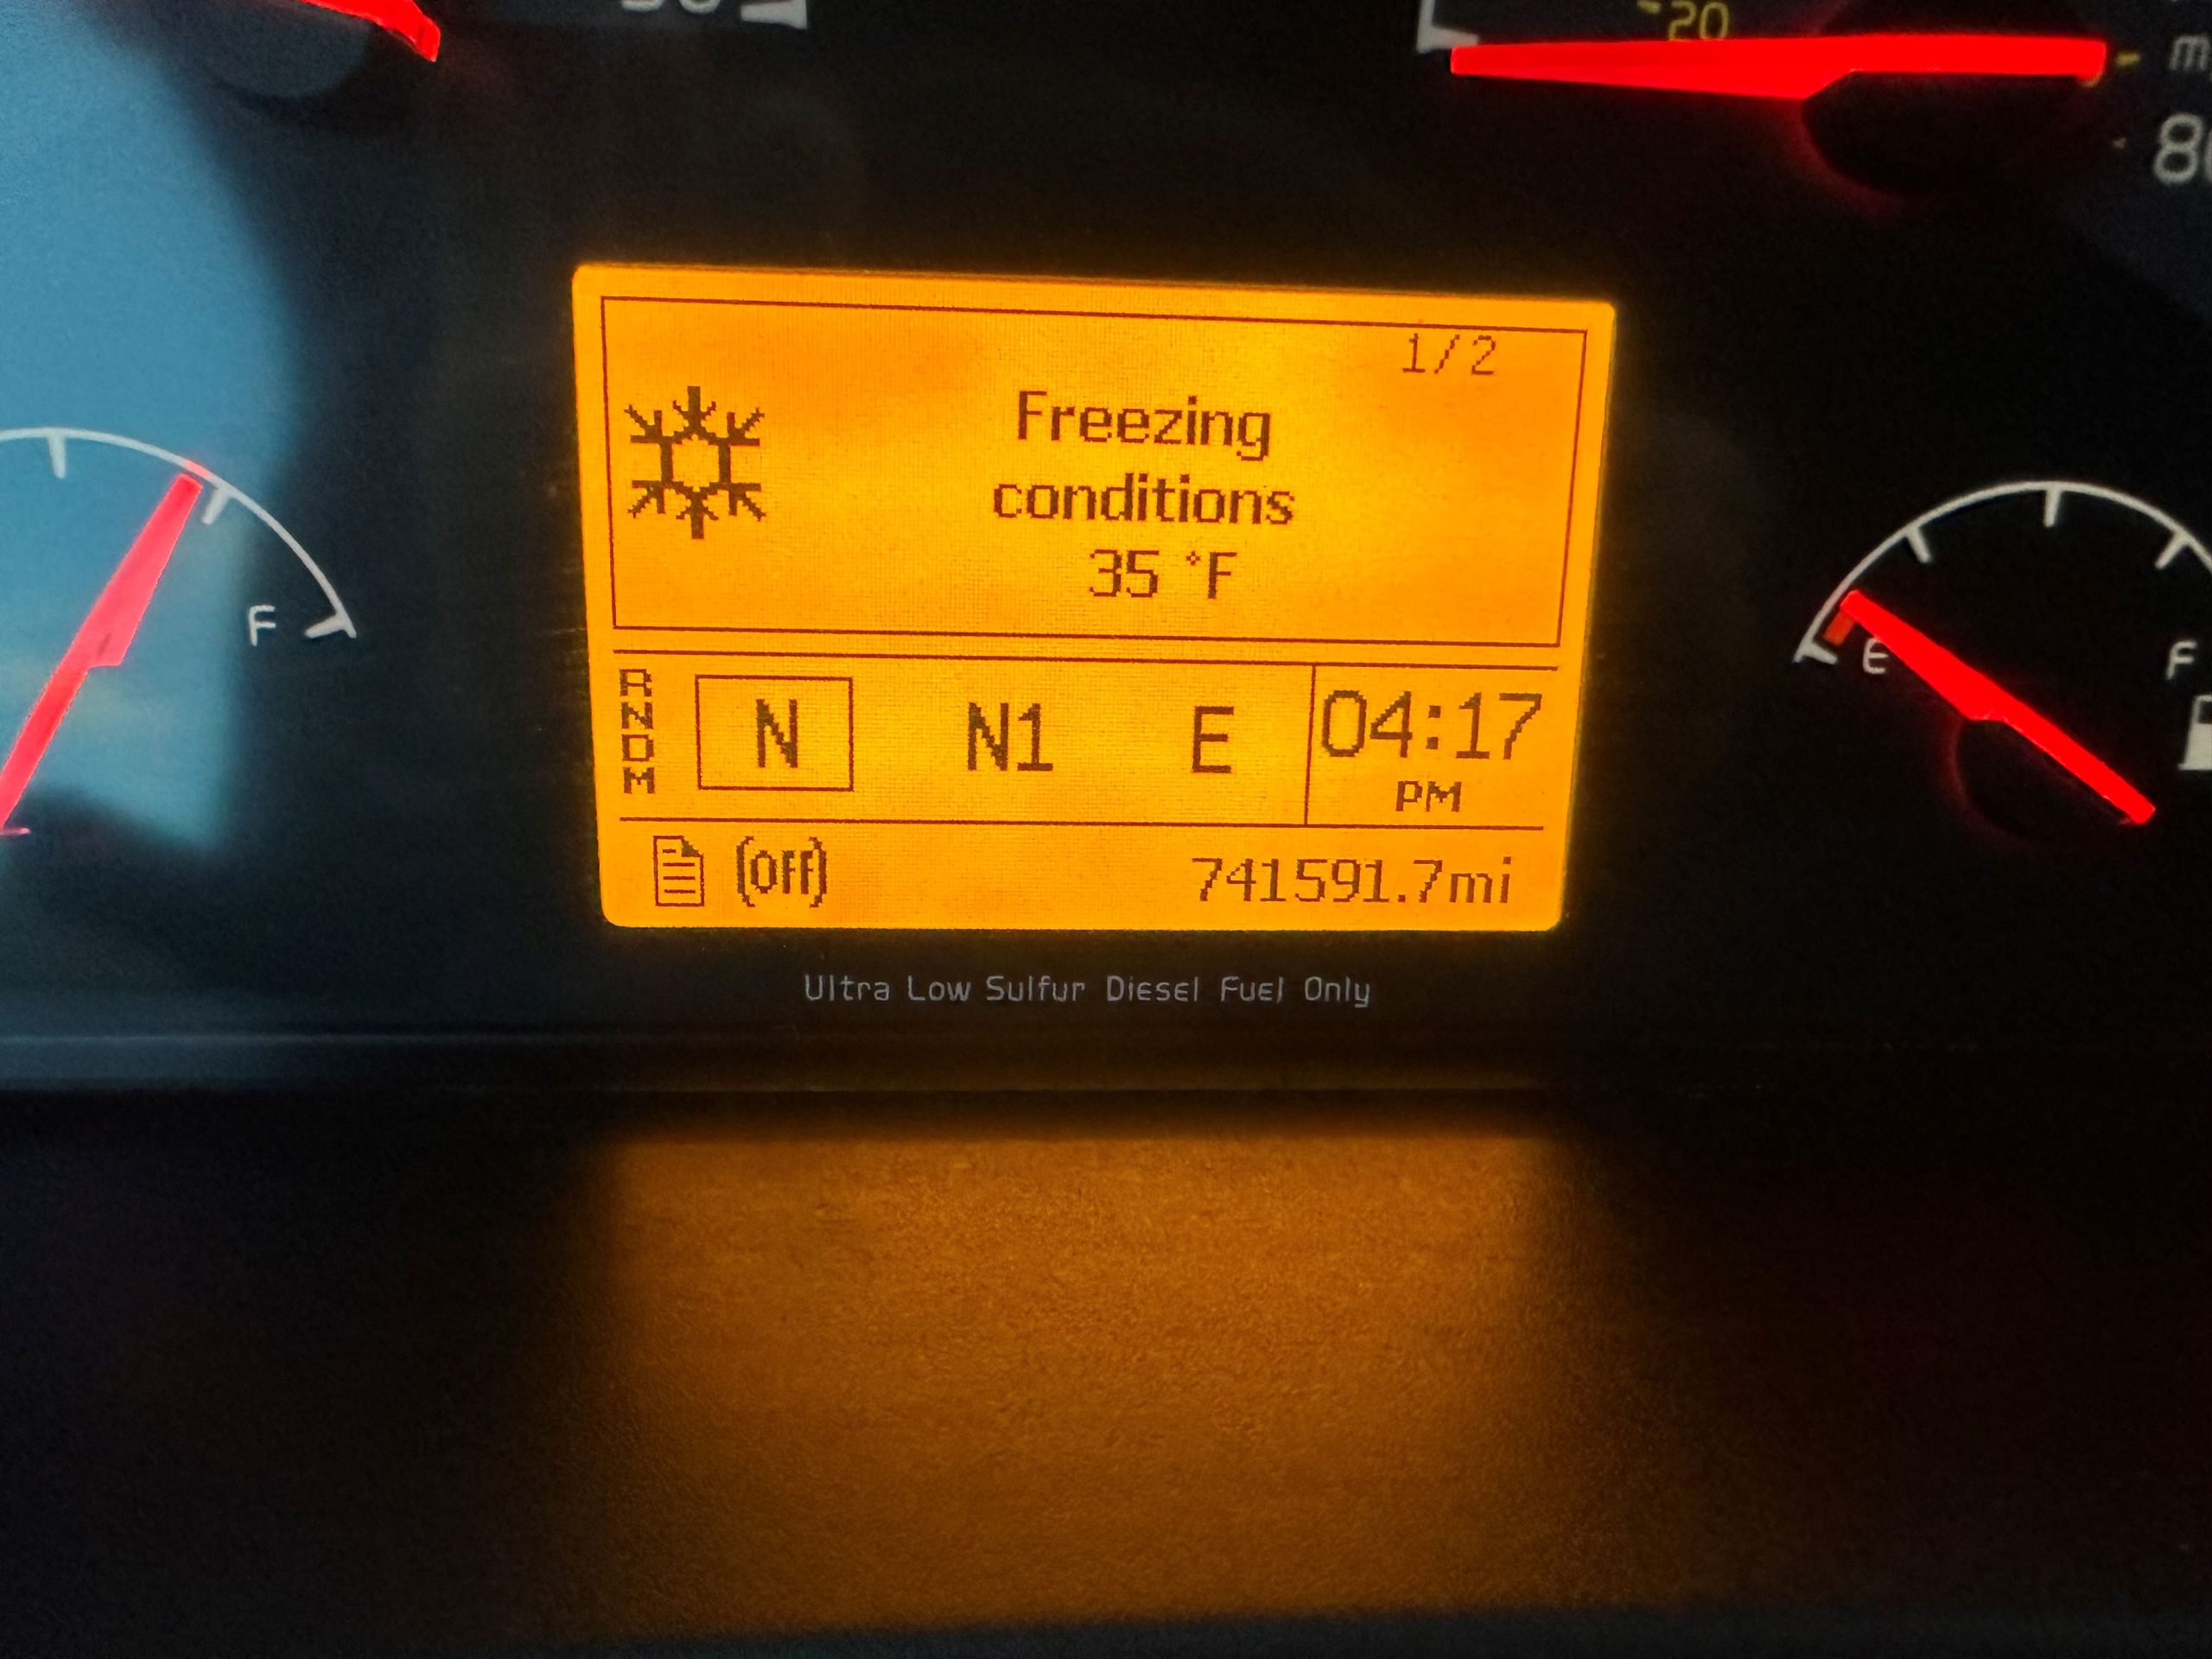 20
1/2
Freezing
conditions
35 °F
RNDM
N N1 E
04:17
PM
(Off)
741591.7mi
F
E F
Ultra Low Sulfur Diesel Fuel Only